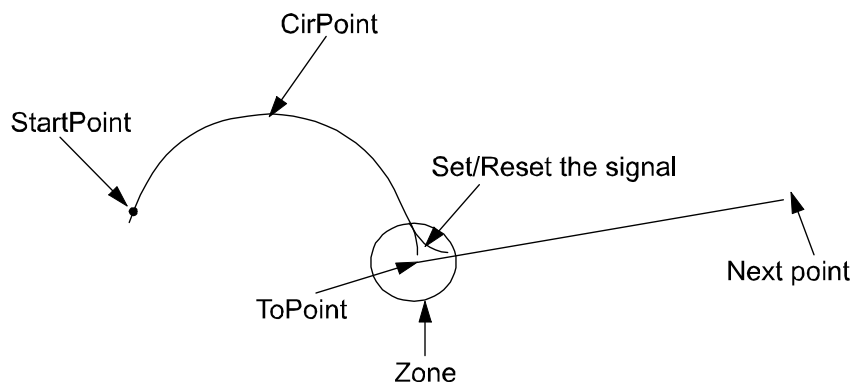 CirPoint
StartPoint
Set/Reset the signal
Next point
ToPoint
Zone